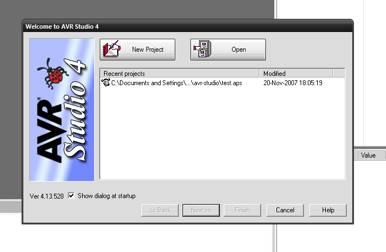 Welcome to AVR Studio 4
New Project
Open
Recent projects
Modified
C:\Documents and Settings\...\avr-studio\test.aps
20-Nov-2007 18:05:19
AVR
Studio 4
Value
Ver 4.13.528
Show dialog at startup
<< Back
Next >>
Finish
Cancel
Help